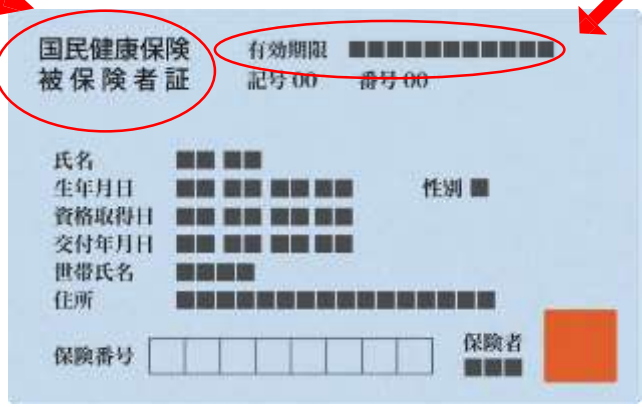 国民健康保険
被保険者証
有効期限 ■■■■■■■■■■■
記号 00 番号 00
氏名 ■■ ■■
生年月日 ■■ ■■ ■■ ■■ 性別 ■
資格取得日 ■■ ■■ ■■ ■■
交付年月日 ■■ ■■ ■■ ■■
世帯氏名 ■■■■
住所 ■■■■■■■■■■■■■■■■
保険番号
保険者
■■■